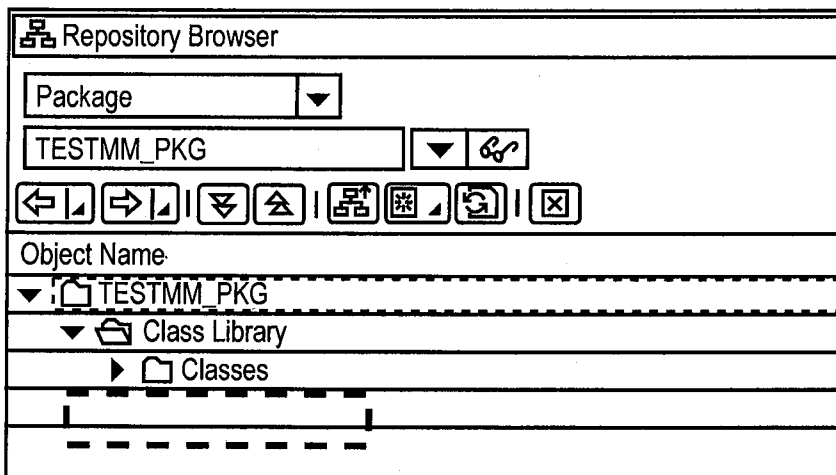 Repository Browser
Package
TESTMM_PKG
Object Name
TESTMM_PKG
Class Library
Classes